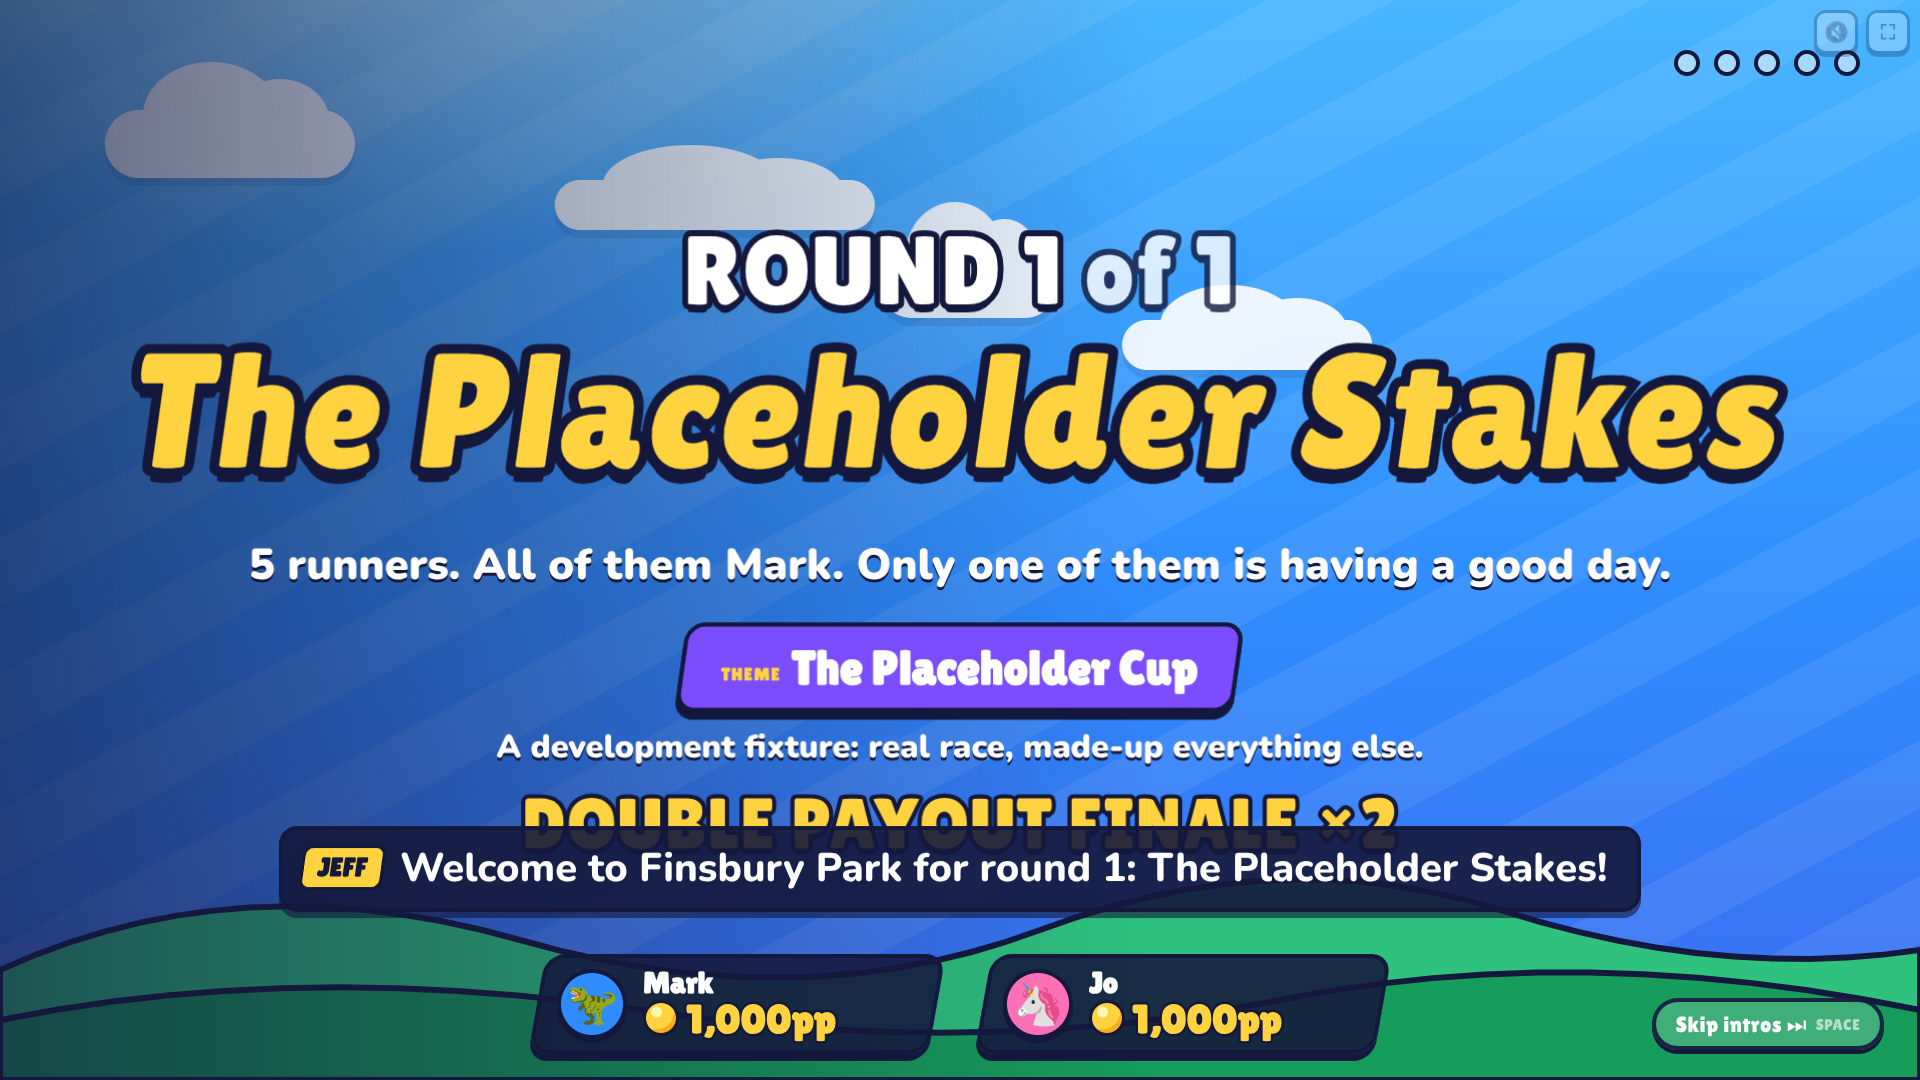 ROUND 1 of 1
The Placeholder Stakes
5 runners. All of them Mark. Only one of them is having a good day.
THEME The Placeholder Cup
A development fixture: real race, made-up everything else.
DOUBLE PAYOUT FINALE ×2
JEFF Welcome to Finsbury Park for round 1: The Placeholder Stakes!
Mark
1,000pp
Jo
1,000pp
Skip intros SPACE